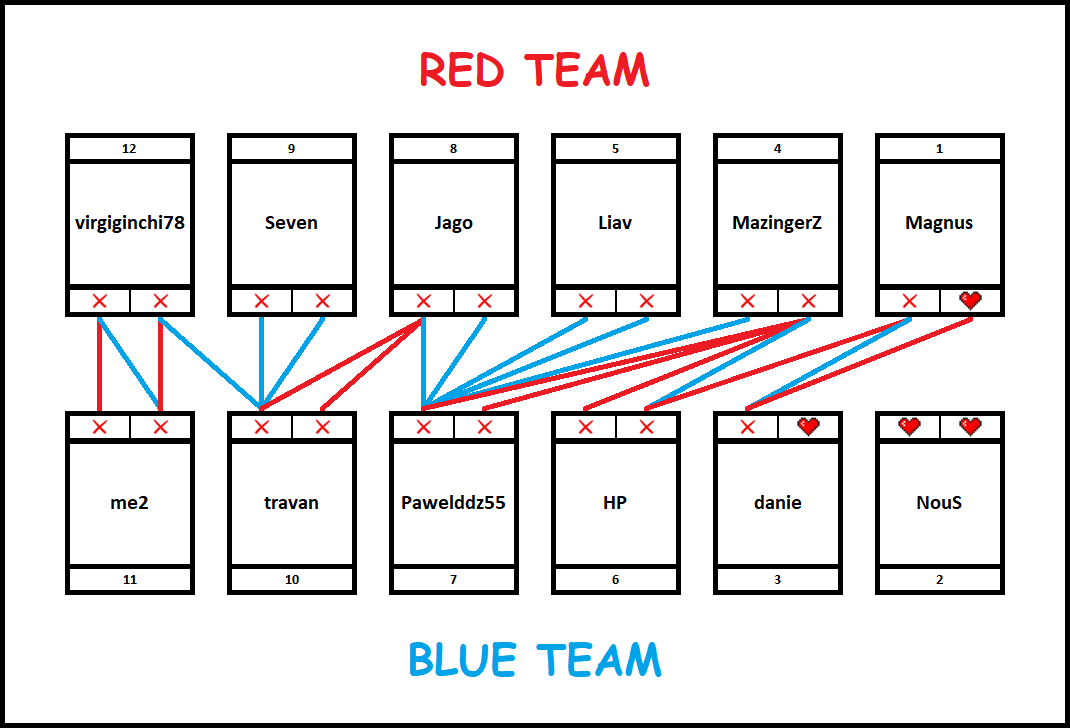 RED TEAM
12 9 8 5 4 1
virgiginchi78 Seven Jago Liav MazingerZ Magnus
me2 travan Pawelddz55 HP danie NouS
11 10 7 6 3 2
BLUE TEAM